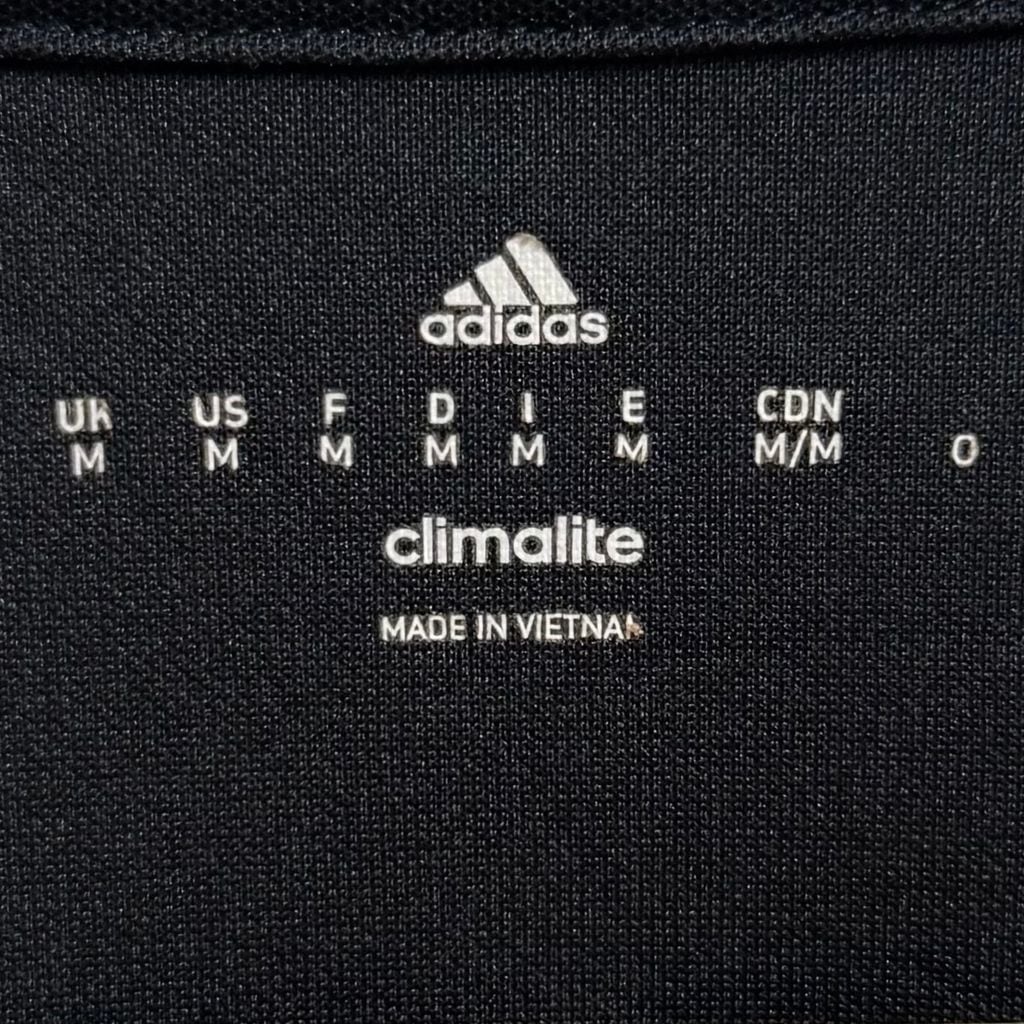 adidas
UK US F D I E CDN
M M M M M M M/M O
climalite
MADE IN VIETNAM